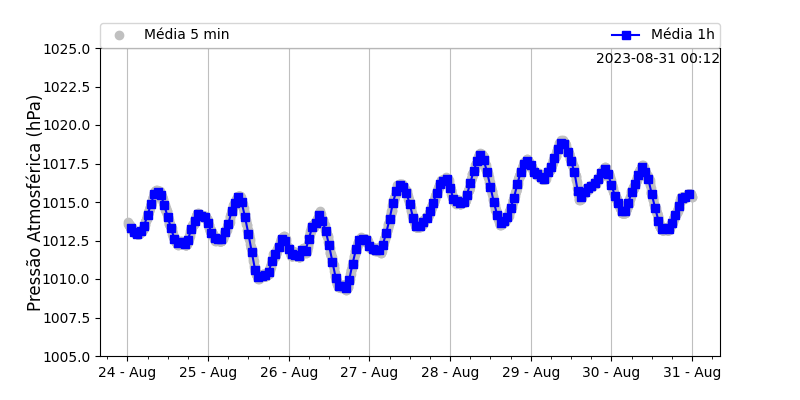 Média 5 min
Média 1h
2023-08-31 00:12
Pressão Atmosférica (hPa)
1025.0
1022.5
1020.0
1017.5
1015.0
1012.5
1010.0
1007.5
1005.0
24 - Aug
25 - Aug
26 - Aug
27 - Aug
28 - Aug
29 - Aug
30 - Aug
31 - Aug